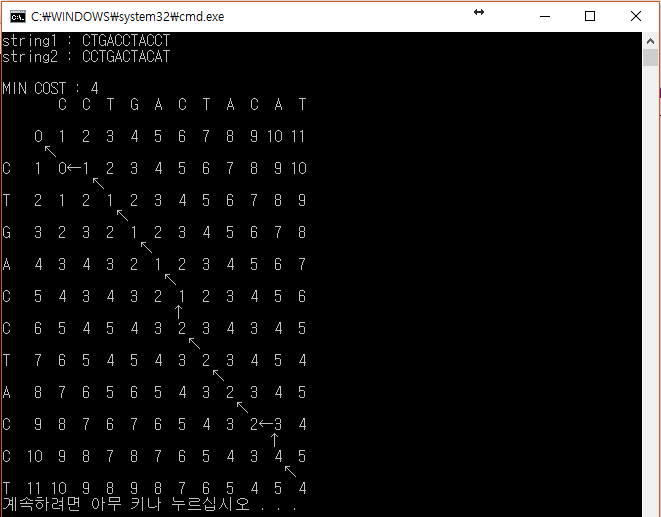 C:₩WINDOWS₩system32₩cmd.exe
string1 : CTGACCTACCT
string2 : CCTGACTACAT
MIN COST : 4
C C T G A C T A C A T
0 1 2 3 4 5 6 7 8 9 10 11
↖
C 1 0←1 2 3 4 5 6 7 8 9 10
↖
T 2 1 2 1 2 3 4 5 6 7 8 9
↖
G 3 2 3 2 1 2 3 4 5 6 7 8
↖
A 4 3 4 3 2 1 2 3 4 5 6 7
↖
C 5 4 3 4 3 2 1 2 3 4 5 6
↑
C 6 5 4 5 4 3 2 3 4 3 4 5
↖
T 7 6 5 4 5 4 3 2 3 4 5 4
↖
A 8 7 6 5 6 5 4 3 2 3 4 5
↖
C 9 8 7 6 7 6 5 4 3 2←3 4
↑
C 10 9 8 7 8 7 6 5 4 3 4 5
↖
T 11 10 9 8 9 8 7 6 5 4 5 4
계속하려면 아무 키나 누르십시오 . . .